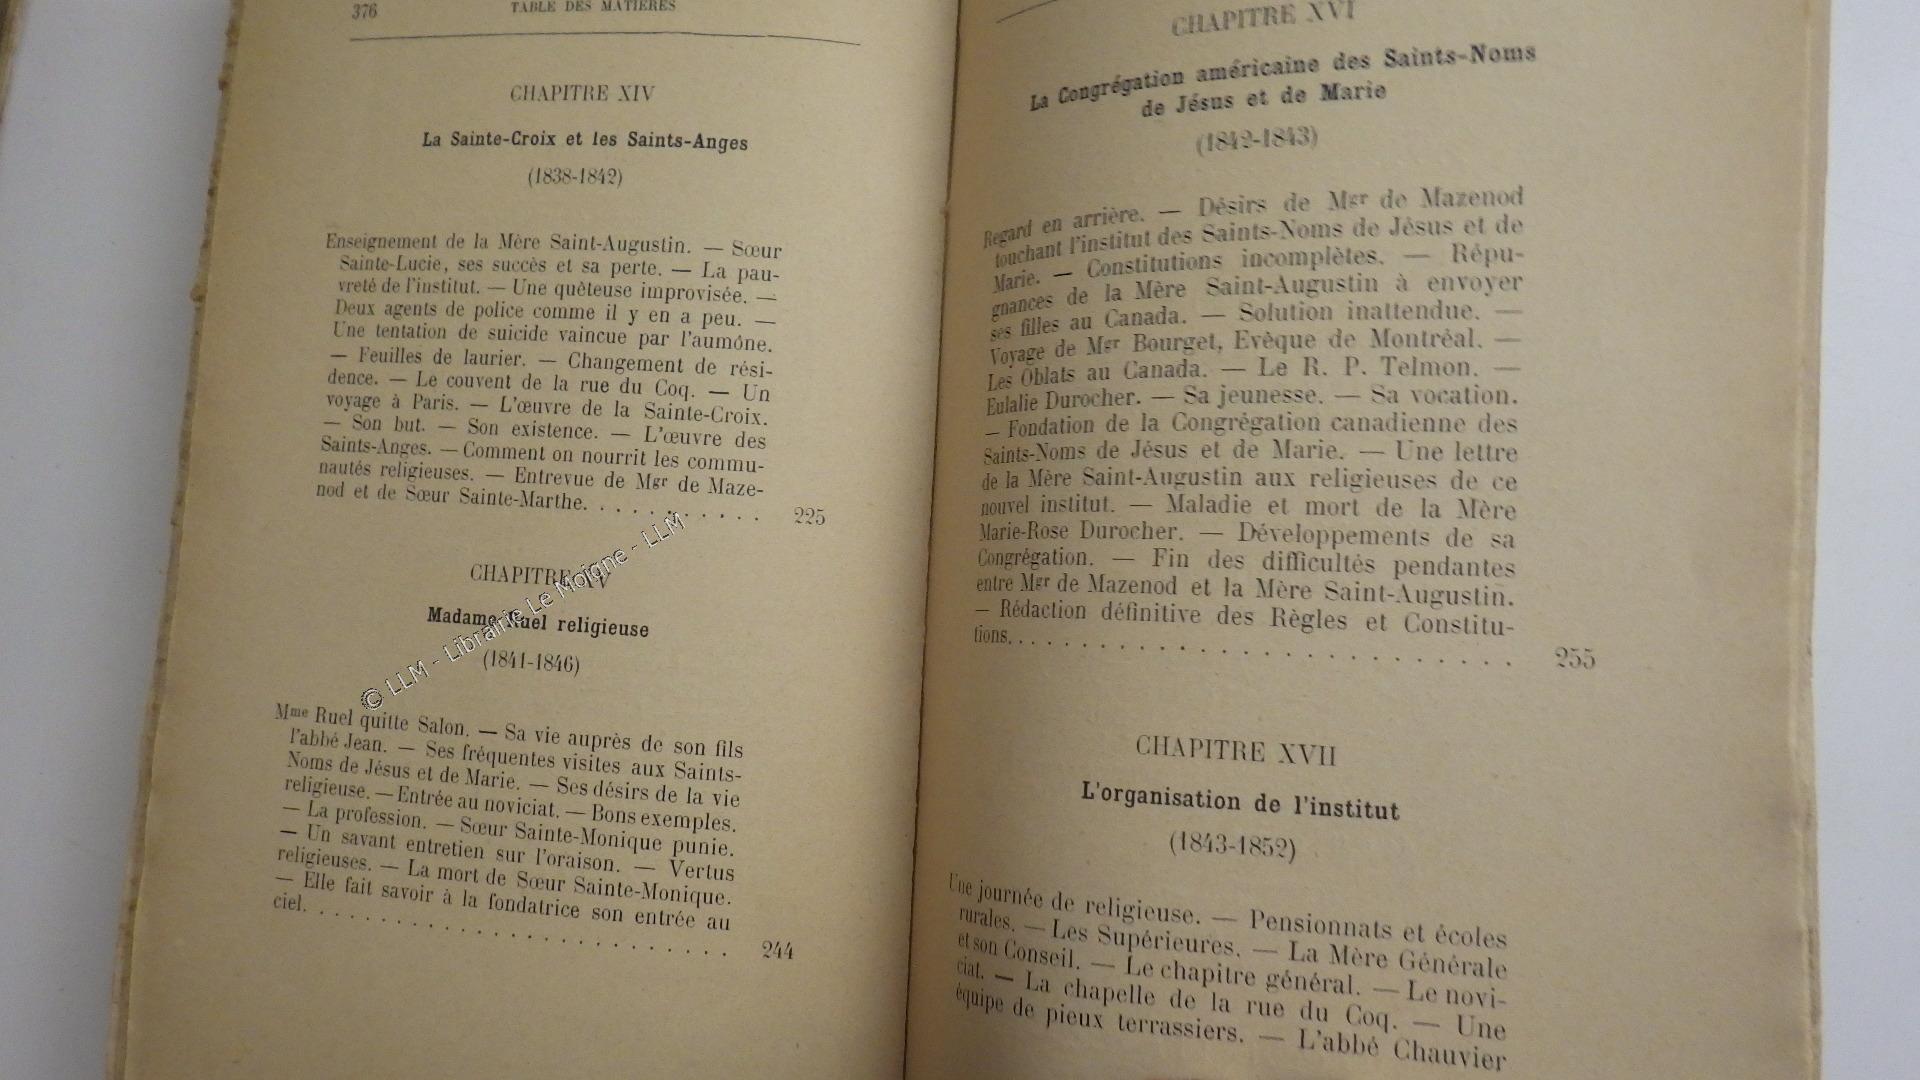 376
TABLE DES MATIÈRES
CHAPITRE XIV
La Sainte-Croix et les Saints-Anges
(1838-1842)
Enseignement de la Mère Saint-Augustin. — Sœur
Sainte-Lucie, ses succès et sa perte. — La pau-
vreté de l'institut. — Une quêteuse improvisée. —
Deux agents de police comme il y en a peu. —
Une tentation de suicide vaincue par l'aumône.
— Feuilles de laurier. — Changement de rési-
dence. — Le couvent de la rue du Coq. — Un
voyage à Paris. — L'œuvre de la Sainte-Croix.
— Son but. — Son existence. — L'œuvre des
Saints-Anges. — Comment on nourrit les commu-
nautés religieuses. — Entrevue de Mgr de Maze-
nod et de Sœur Sainte-Marthe. . . . . . . . . . . 225
CHAPITRE XV
Madame Ruel religieuse
(1841-1846)
Mme Ruel quitte Salon. — Sa vie auprès de son fils
l'abbé Jean. — Ses fréquentes visites aux Saints-
Noms de Jésus et de Marie. — Ses désirs de la vie
religieuse. — Entrée au noviciat. — Bons exemples.
— La profession. — Sœur Sainte-Monique punie.
— Un savant entretien sur l'oraison. — Vertus
religieuses. — La mort de Sœur Sainte-Monique.
— Elle fait savoir à la fondatrice son entrée au
ciel. . . . . . . . . . . . . . . . . . . . . . . 244
© LLM - Librairie Le Moigne - LLM
CHAPITRE XVI
La Congrégation américaine des Saints-Noms
de Jésus et de Marie
(1842-1843)
Regard en arrière. — Désirs de Mgr de Mazenod
touchant l'institut des Saints-Noms de Jésus et de
Marie. — Constitutions incomplètes. — Répu-
gnances de la Mère Saint-Augustin à envoyer
ses filles au Canada. — Solution inattendue. —
Voyage de Mgr Bourget, Evêque de Montréal. —
Les Oblats au Canada. — Le R. P. Telmon. —
Eulalie Durocher. — Sa jeunesse. — Sa vocation.
— Fondation de la Congrégation canadienne des
Saints-Noms de Jésus et de Marie. — Une lettre
de la Mère Saint-Augustin aux religieuses de ce
nouvel institut. — Maladie et mort de la Mère
Marie-Rose Durocher. — Développements de sa
Congrégation. — Fin des difficultés pendantes
entre Mgr de Mazenod et la Mère Saint-Augustin.
— Rédaction définitive des Règles et Constitu-
tions. . . . . . . . . . . . . . . . . . . . . . . 255
CHAPITRE XVII
L'organisation de l'institut
(1843-1852)
Une journée de religieuse. — Pensionnats et écoles
rurales. — Les Supérieures. — La Mère Générale
et son Conseil. — Le chapitre général. — Le novi-
ciat. — La chapelle de la rue du Coq. — Une
équipe de pieux terrassiers. — L'abbé Chauvier